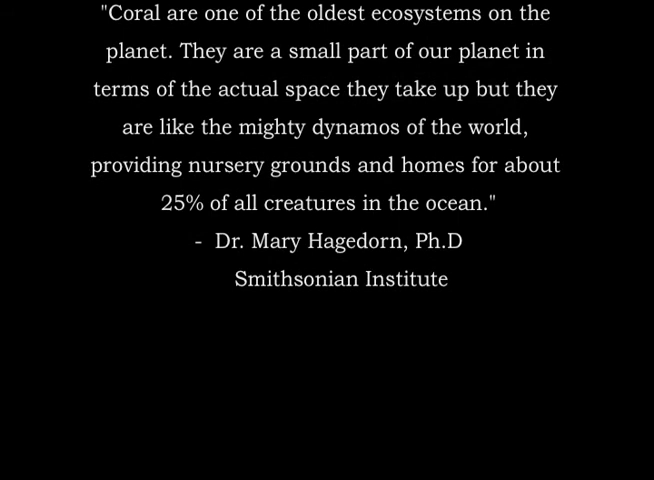 "Coral are one of the oldest ecosystems on the
planet. They are a small part of our planet in
terms of the actual space they take up but they
are like the mighty dynamos of the world,
providing nursery grounds and homes for about
25% of all creatures in the ocean."
- Dr. Mary Hagedorn, Ph.D
Smithsonian Institute